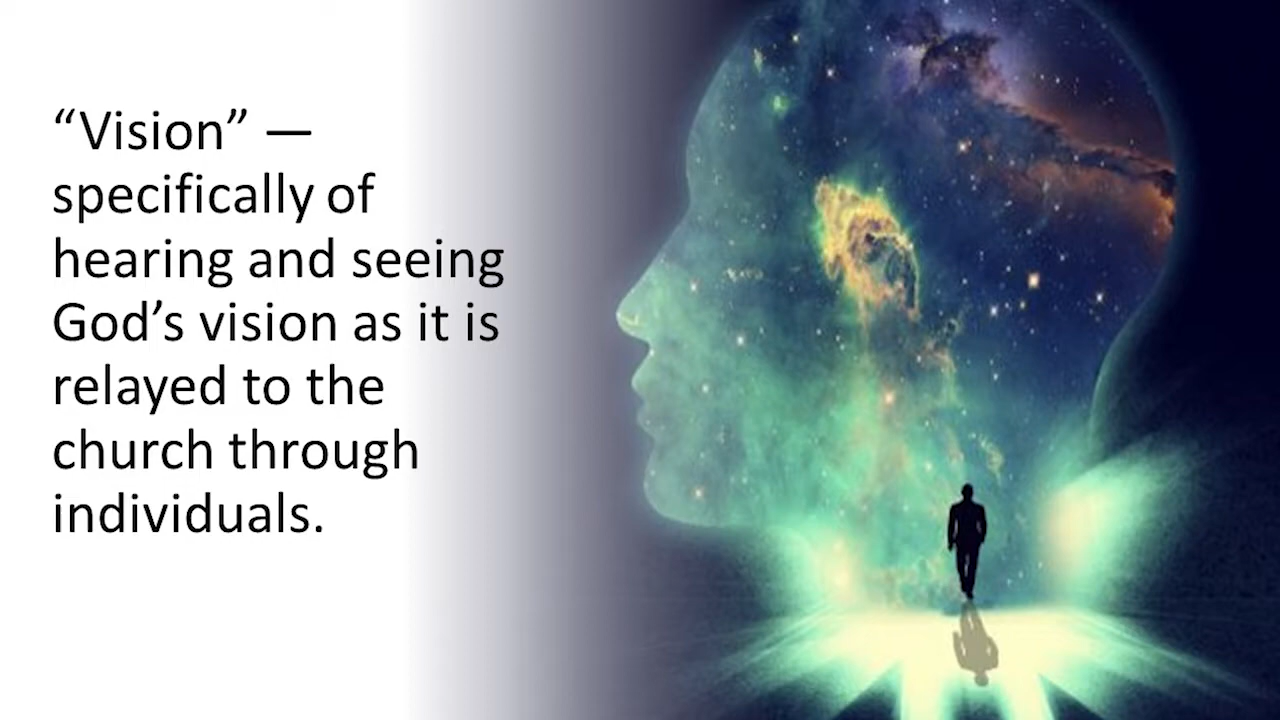 “Vision” —
specifically of
hearing and seeing
God’s vision as it is
relayed to the
church through
individuals.